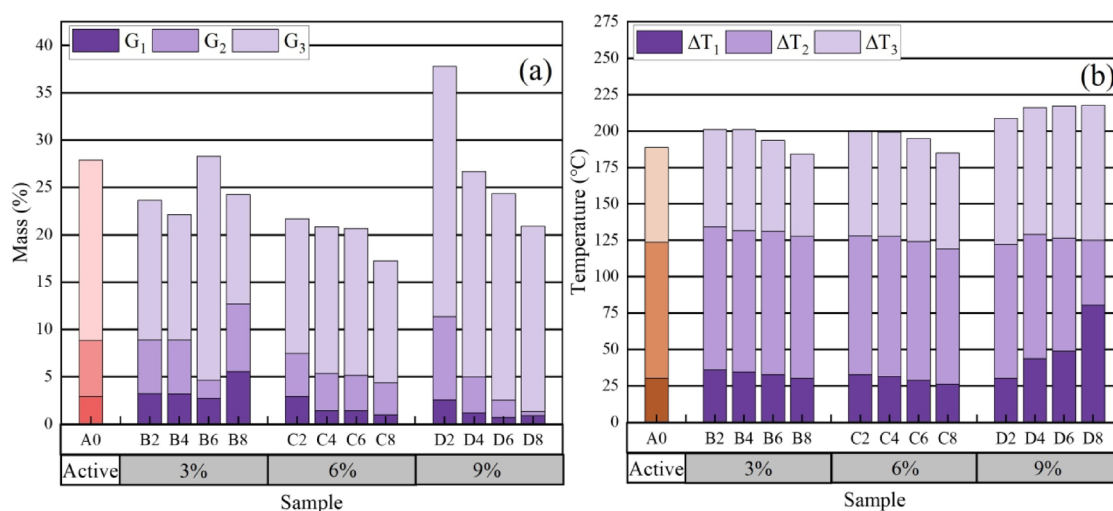 G₁ G₂ G₃
(a)
40
35
30
25
20
15
10
5
0
Mass (%)
A0 B2 B4 B6 B8 C2 C4 C6 C8 D2 D4 D6 D8
Active 3% 6% 9%
Sample
ΔT₁ ΔT₂ ΔT₃
(b)
275
250
225
200
175
150
125
100
75
50
25
0
Temperature (°C)
A0 B2 B4 B6 B8 C2 C4 C6 C8 D2 D4 D6 D8
Active 3% 6% 9%
Sample